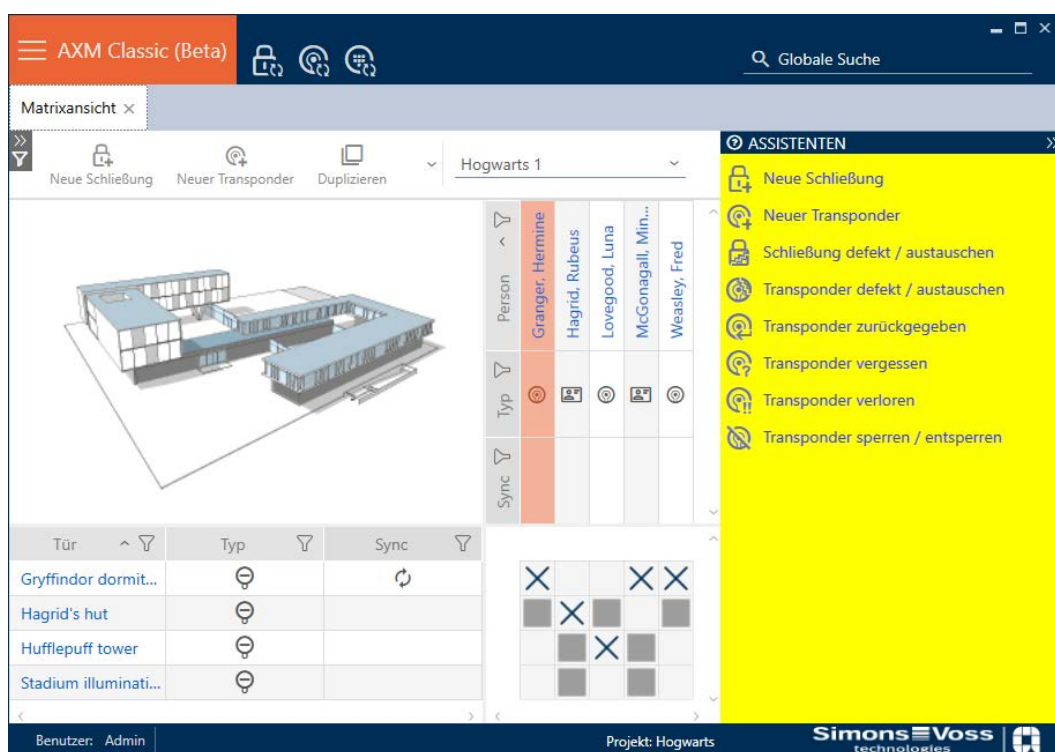 AXM Classic (Beta)
Globale Suche
Matrixansicht
Neue Schließung
Neuer Transponder
Duplizieren
Hogwarts 1
ASSISTENTEN
Neue Schließung
Neuer Transponder
Schließung defekt / austauschen
Transponder defekt / austauschen
Transponder zurückgegeben
Transponder vergessen
Transponder verloren
Transponder sperren / entsperren
Person
Granger, Hermine
Hagrid, Rubeus
Lovegood, Luna
McGonagall, Min...
Weasley, Fred
Typ
Sync
Tür
Typ
Sync
Gryffindor dormit...
Hagrid's hut
Hufflepuff tower
Stadium illuminati...
Benutzer: Admin
Projekt: Hogwarts
Simons Voss
technologies